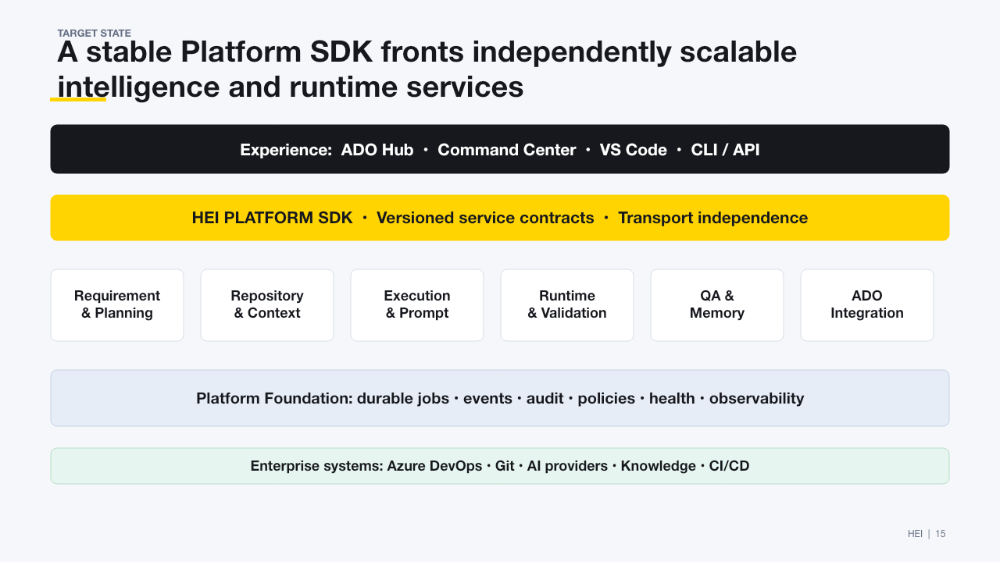 TARGET STATE
A stable Platform SDK fronts independently scalable
intelligence and runtime services
Experience:  ADO Hub  •  Command Center  •  VS Code  •  CLI / API
HEI PLATFORM SDK  •  Versioned service contracts  •  Transport independence
Requirement
& Planning
Repository
& Context
Execution
& Prompt
Runtime
& Validation
QA &
Memory
ADO
Integration
Platform Foundation: durable jobs • events • audit • policies • health • observability
Enterprise systems: Azure DevOps • Git • AI providers • Knowledge • CI/CD
HEI | 15